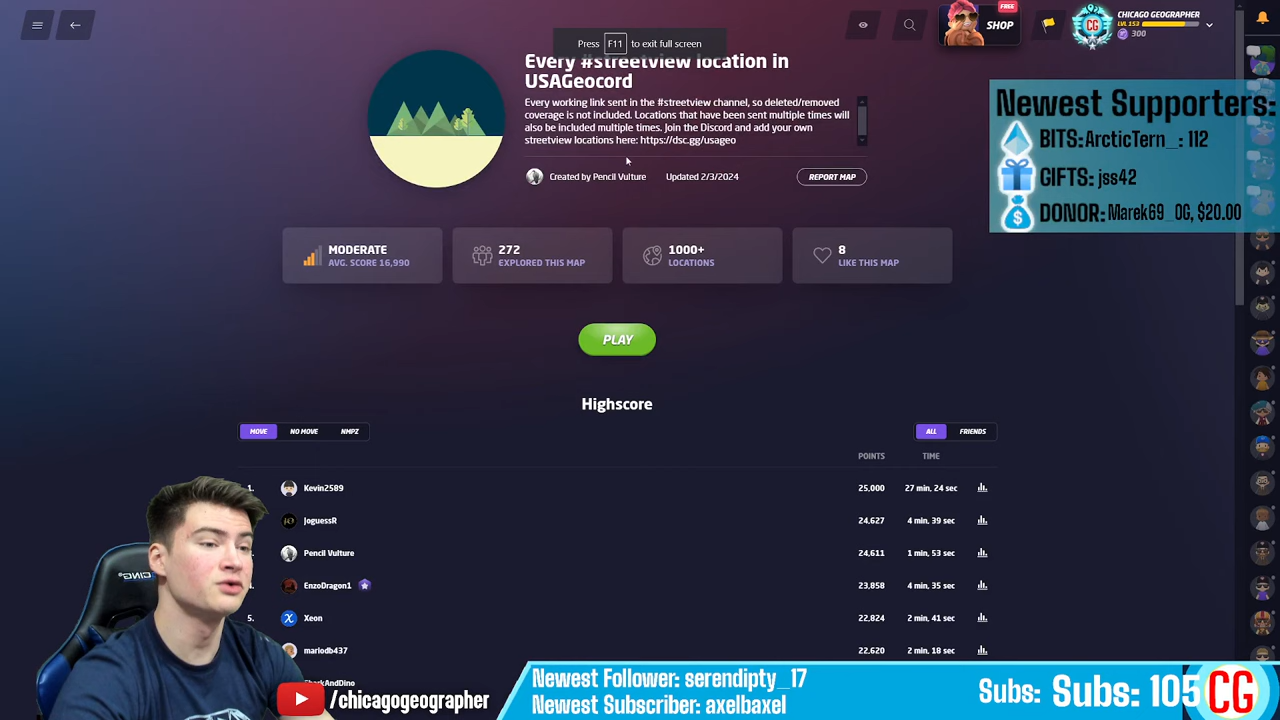 FREE
SHOP
CHICAGO GEOGRAPHER
LVL 153
300
Press F11 to exit full screen
Every #streetview location in
USAGeocord
Every working link sent in the #streetview channel, so deleted/removed
coverage is not included. Locations that have been sent multiple times will
also be included multiple times. Join the Discord and add your own
streetview locations here: https://dsc.gg/usageo
Created by Pencil Vulture
Updated 2/3/2024
REPORT MAP
Newest Supporters:
BITS:ArcticTern_: 112
GIFTS: jss42
DONOR: Marek69_OG, $20.00
MODERATE
AVG. SCORE 16,990
272
EXPLORED THIS MAP
1000+
LOCATIONS
8
LIKE THIS MAP
PLAY
Highscore
MOVE NO MOVE NMPZ
ALL FRIENDS
POINTS TIME
1. Kevin2589 25,000 27 min, 24 sec
JoguessR 24,627 4 min, 39 sec
Pencil Vulture 24,611 1 min, 53 sec
EnzoDragon1 23,858 4 min, 35 sec
5. Xeon 22,824 2 min, 41 sec
mariodb437 22,620 2 min, 18 sec
/chicagogeographer
Newest Follower: serendipty_17
Newest Subscriber: axelbaxel
Subs: Subs: 105
CG